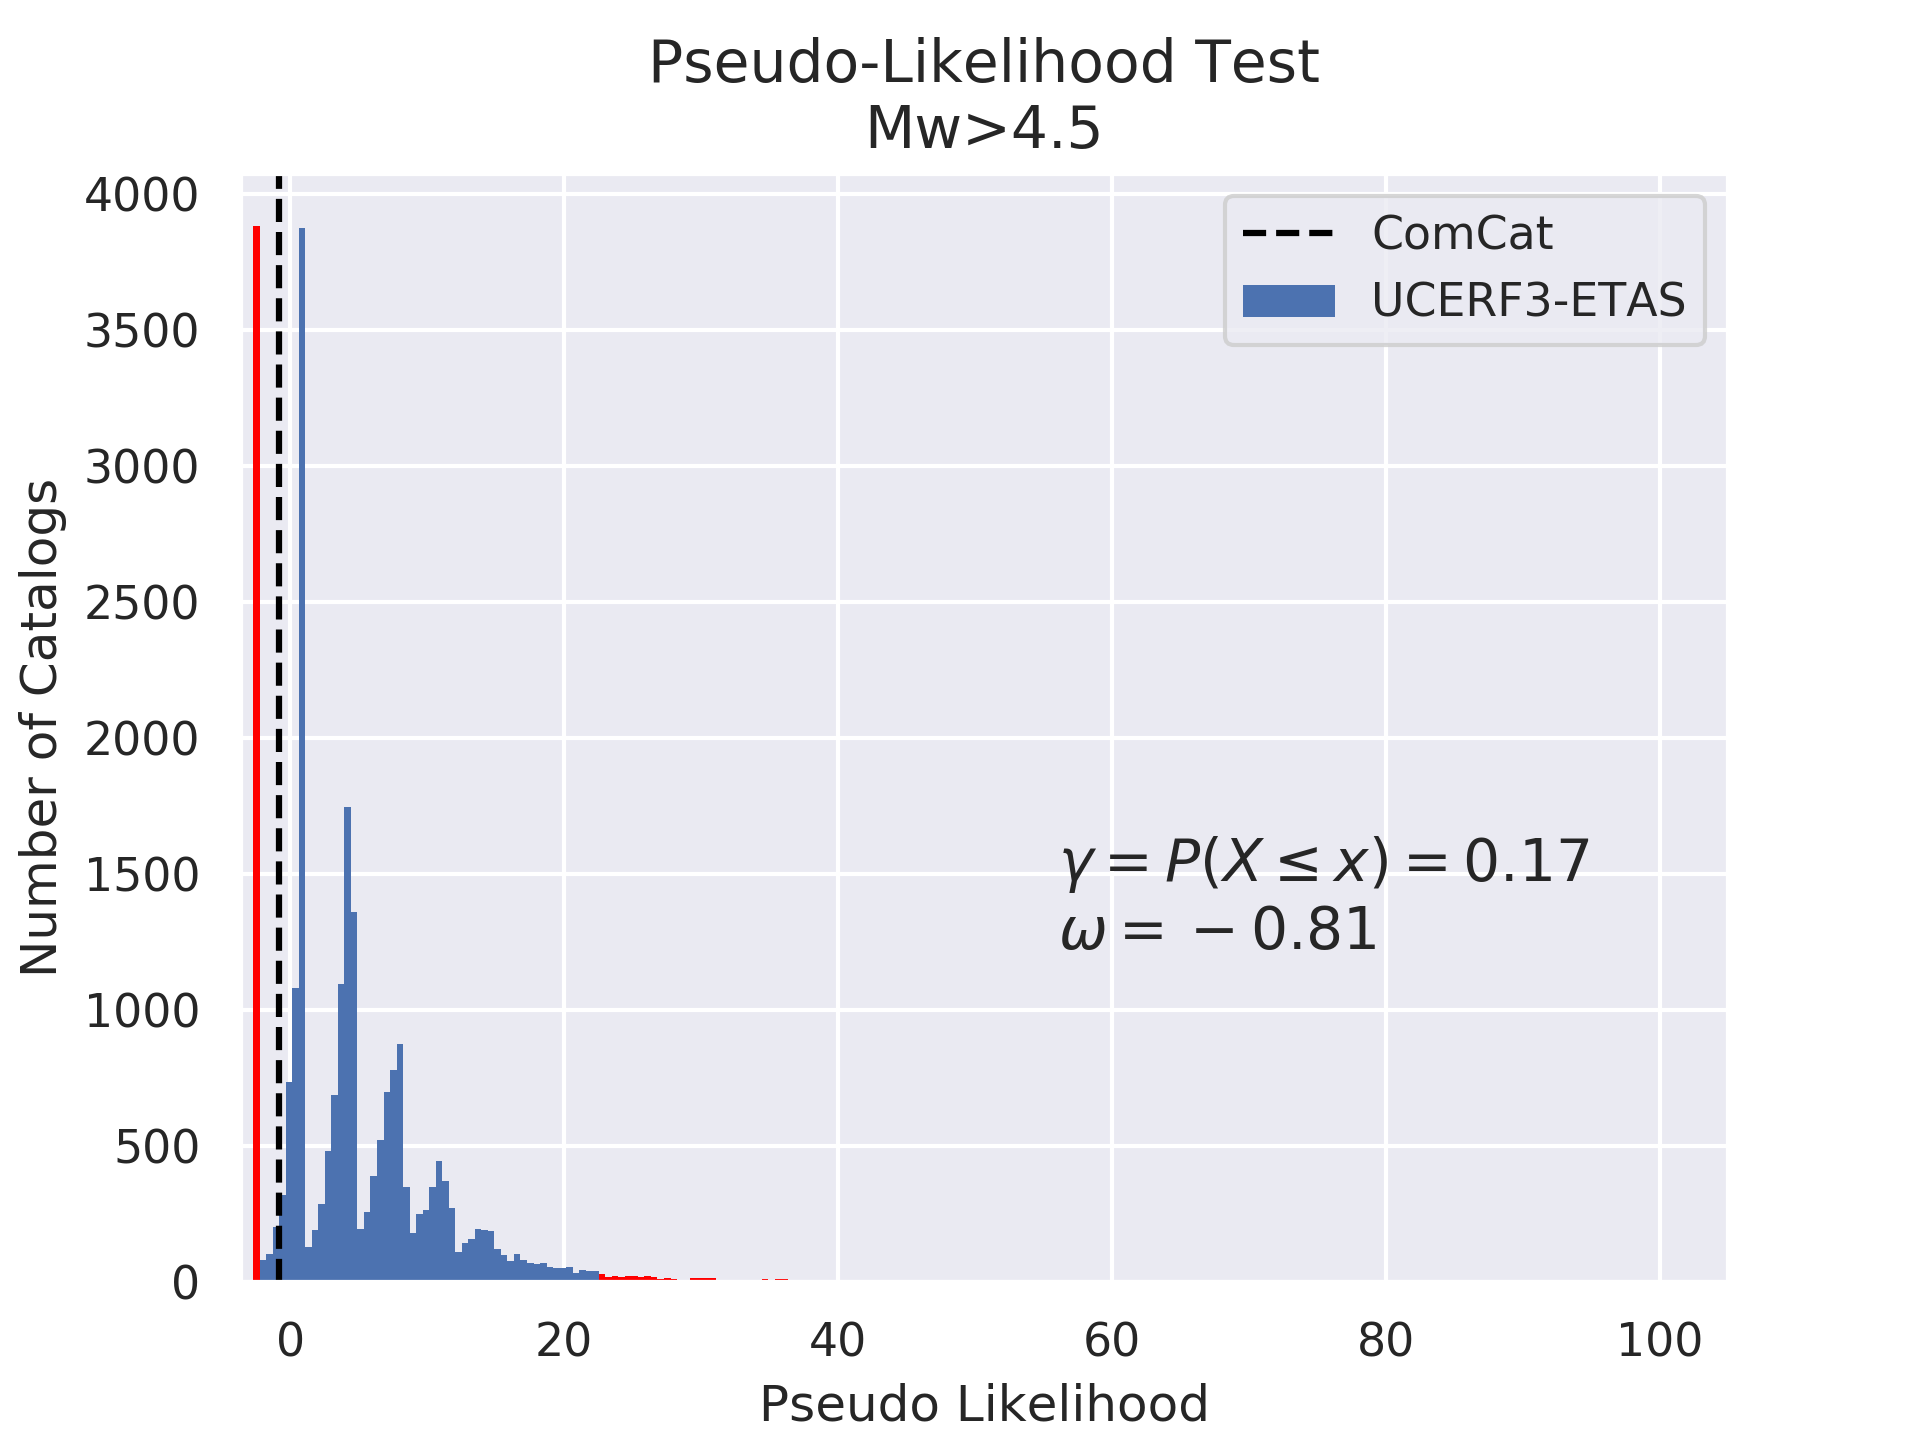 Pseudo-Likelihood Test
Mw>4.5
4000
3500
3000
2500
2000
1500
1000
500
0
Number of Catalogs
ComCat
UCERF3-ETAS
γ = P(X ≤ x) = 0.17
ω = − 0.81
0 20 40 60 80 100
Pseudo Likelihood